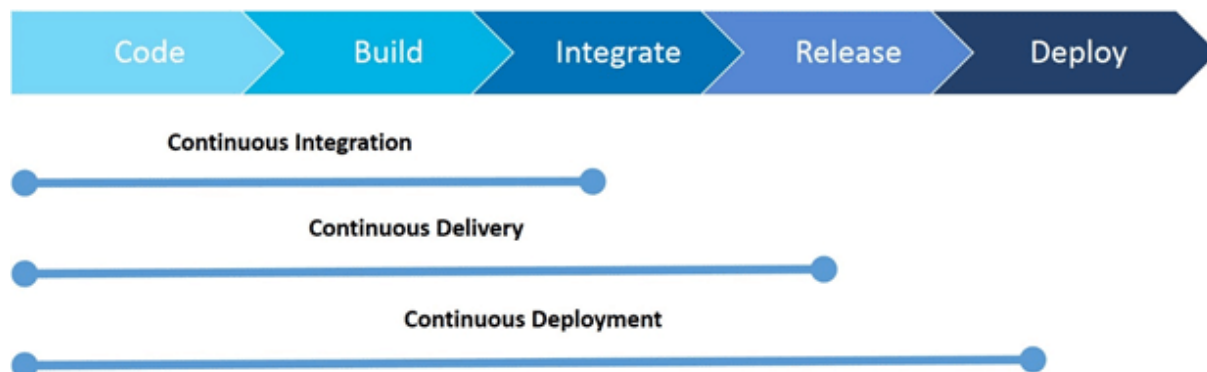 Code Build Integrate Release Deploy
Continuous Integration
Continuous Delivery
Continuous Deployment